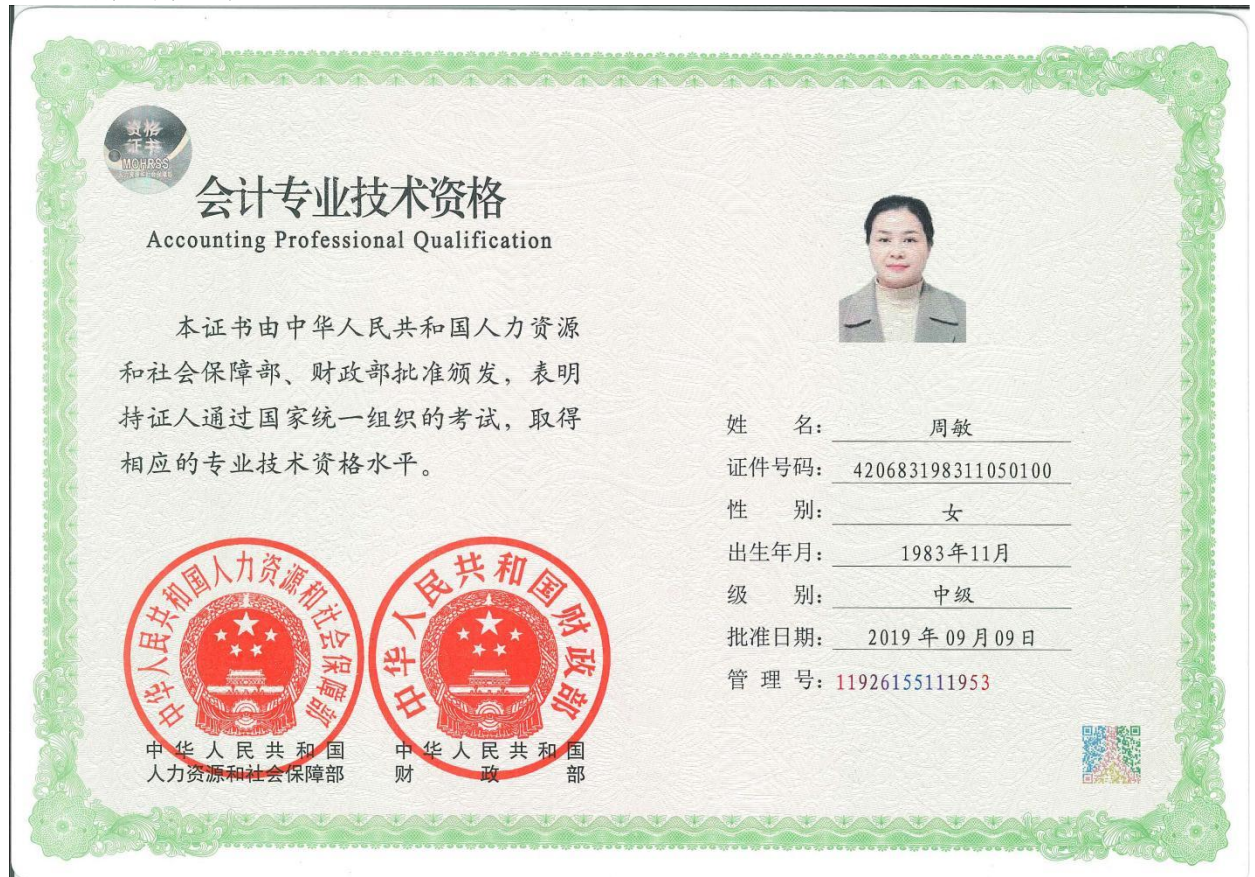 资格
证书
MOHRSS
会计专业技术资格
Accounting Professional Qualification
本证书由中华人民共和国人力资源
和社会保障部、财政部批准颁发，表明
持证人通过国家统一组织的考试，取得
相应的专业技术资格水平。
中华人民共和国人力资源和社会保障部
中华人民共和国财政部
中华人民共和国
人力资源和社会保障部
中华人民共和国
财政部
姓名：周敏
证件号码：420683198311050100
性别：女
出生年月：1983年11月
级别：中级
批准日期：2019年09月09日
管理号：11926155111953